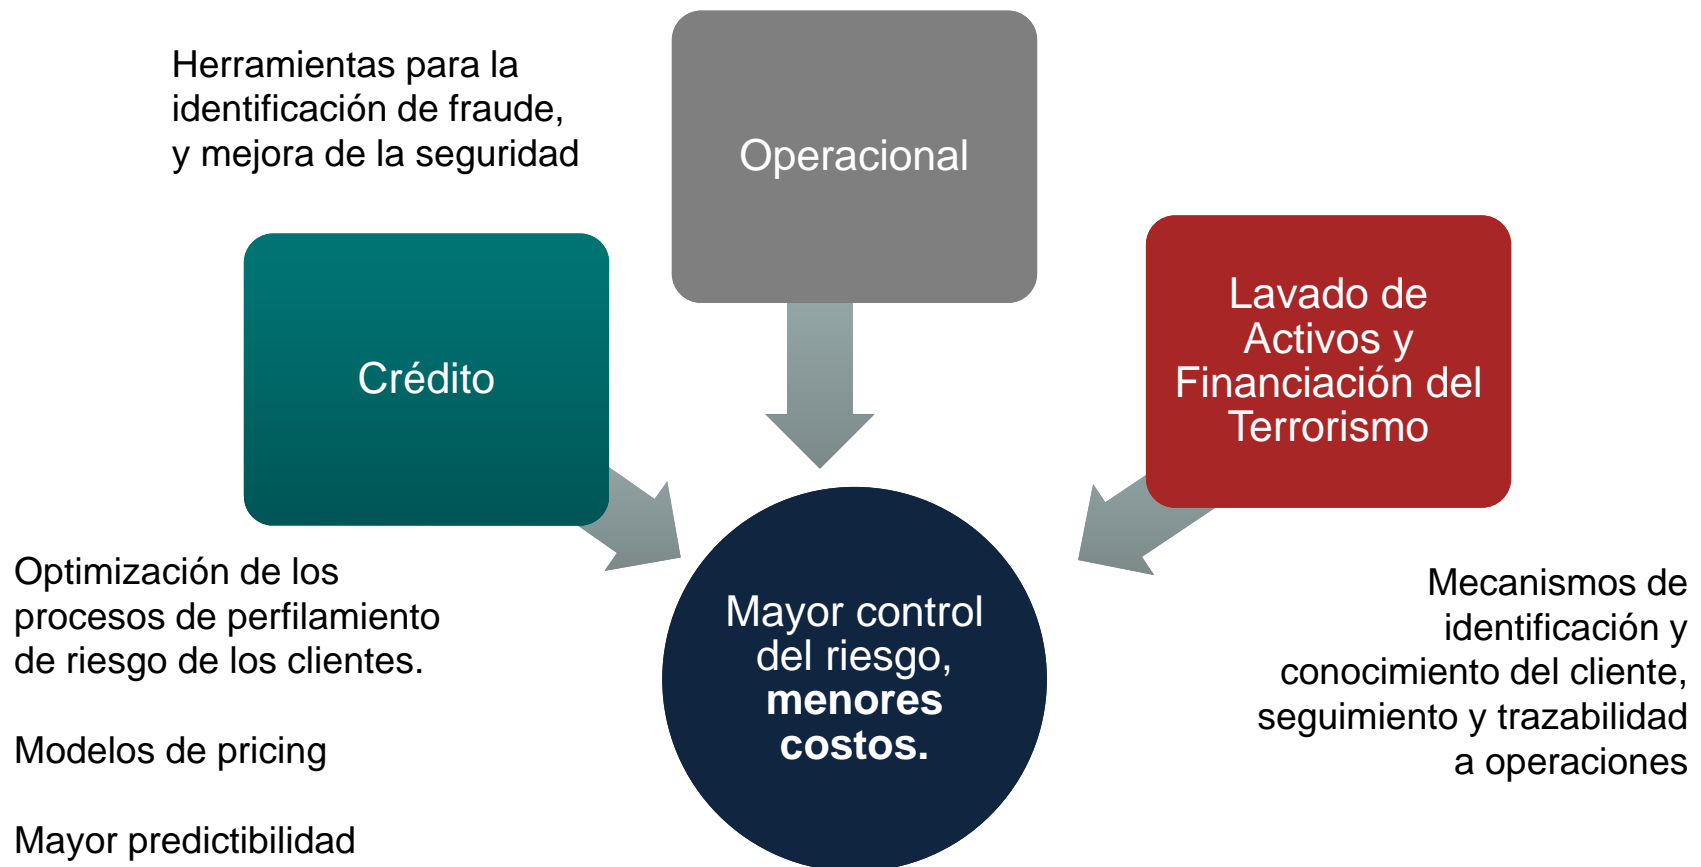 Herramientas para la
identificación de fraude,
y mejora de la seguridad
Operacional
Crédito
Lavado de
Activos y
Financiación del
Terrorismo
Optimización de los
procesos de perfilamiento
de riesgo de los clientes.
Modelos de pricing
Mayor predictibilidad
Mayor control
del riesgo,
menores
costos.
Mecanismos de
identificación y
conocimiento del cliente,
seguimiento y trazabilidad
a operaciones